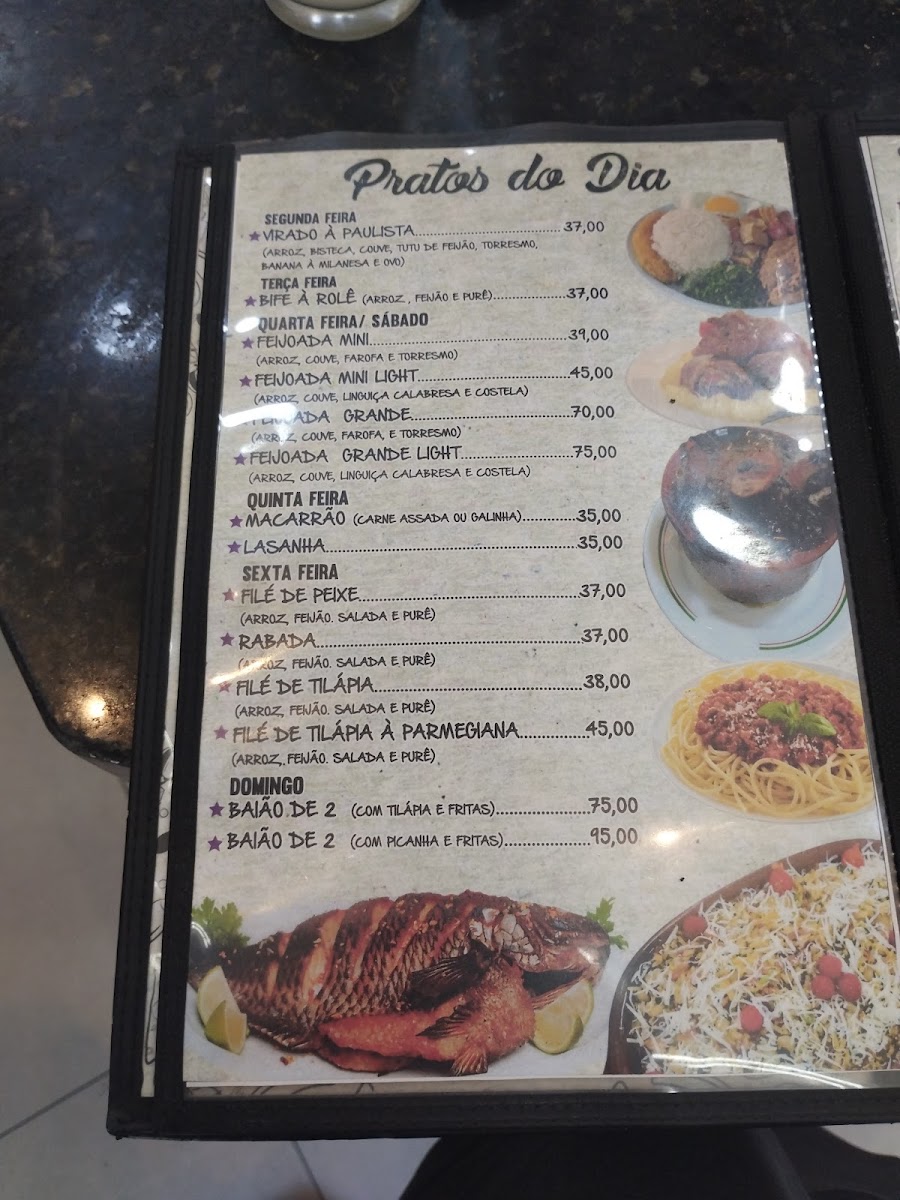 Pratos do Dia
SEGUNDA FEIRA
VIRADO À PAULISTA........................................ 37,00
(ARROZ, BISTECA, COUVE, TUTU DE FEIJÃO, TORRESMO,
BANANA À MILANESA E OVO)
TERÇA FEIRA
BIFE À ROLÊ (ARROZ , FEIJÃO E PURÊ)..................37,00
QUARTA FEIRA/ SÁBADO
FEIJOADA MINI..................................................39,00
(ARROZ, COUVE, FAROFA E TORRESMO)
FEIJOADA MINI LIGHT......................................45,00
(ARROZ, COUVE, LINGUIÇA CALABRESA E COSTELA)
FEIJOADA GRANDE........................................70,00
(ARROZ, COUVE, FAROFA, E TORRESMO)
FEIJOADA GRANDE LIGHT............................75,00
(ARROZ, COUVE, LINGUIÇA CALABRESA E COSTELA)
QUINTA FEIRA
MACARRÃO (CARNE ASSADA OU GALINHA).............35,00
LASANHA............................................................35,00
SEXTA FEIRA
FILÉ DE PEIXE....................................................37,00
(ARROZ, FEIJÃO. SALADA E PURÊ)
RABADA..............................................................37,00
(ARROZ, FEIJÃO. SALADA E PURÊ)
FILÉ DE TILÁPIA.................................................38,00
(ARROZ, FEIJÃO. SALADA E PURÊ)
FILÉ DE TILÁPIA À PARMEGIANA...............45,00
(ARROZ, FEIJÃO. SALADA E PURÊ)
DOMINGO
BAIÃO DE 2 (COM TILÁPIA E FRITAS)......................75,00
BAIÃO DE 2 (COM PICANHA E FRITAS).....................95,00